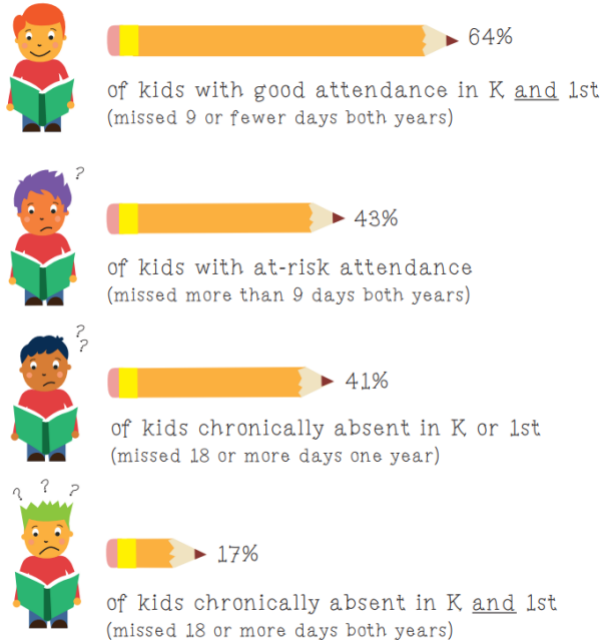 64%
of kids with good attendance in K and 1st
(missed 9 or fewer days both years)
?
43%
of kids with at-risk attendance
(missed more than 9 days both years)
?
?
41%
of kids chronically absent in K or 1st
(missed 18 or more days one year)
? ? ?
17%
of kids chronically absent in K and 1st
(missed 18 or more days both years)